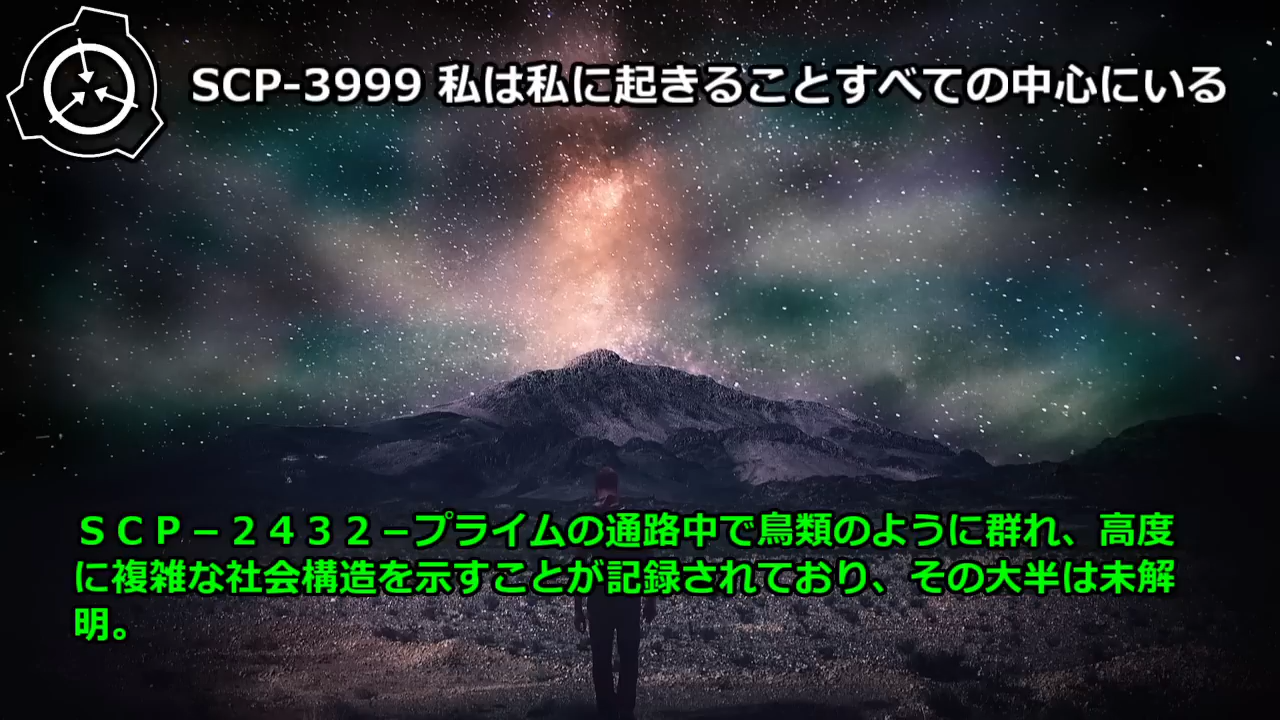 SCP-3999 私は私に起きることすべての中心にいる
ＳＣＰ－２４３２－プライムの通路中で鳥類のように群れ、高度
に複雑な社会構造を示すことが記録されており、その大半は未解
明。